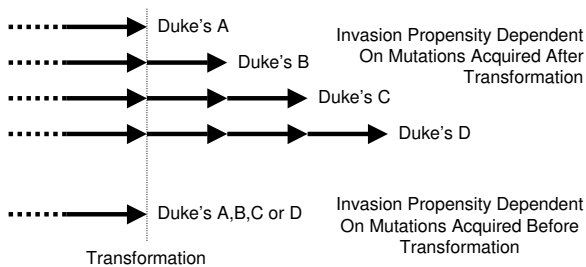 Duke's A
Duke's B
Duke's C
Duke's D
Invasion Propensity Dependent
On Mutations Acquired After
Transformation
Duke's A,B,C or D
Invasion Propensity Dependent
On Mutations Acquired Before
Transformation
Transformation